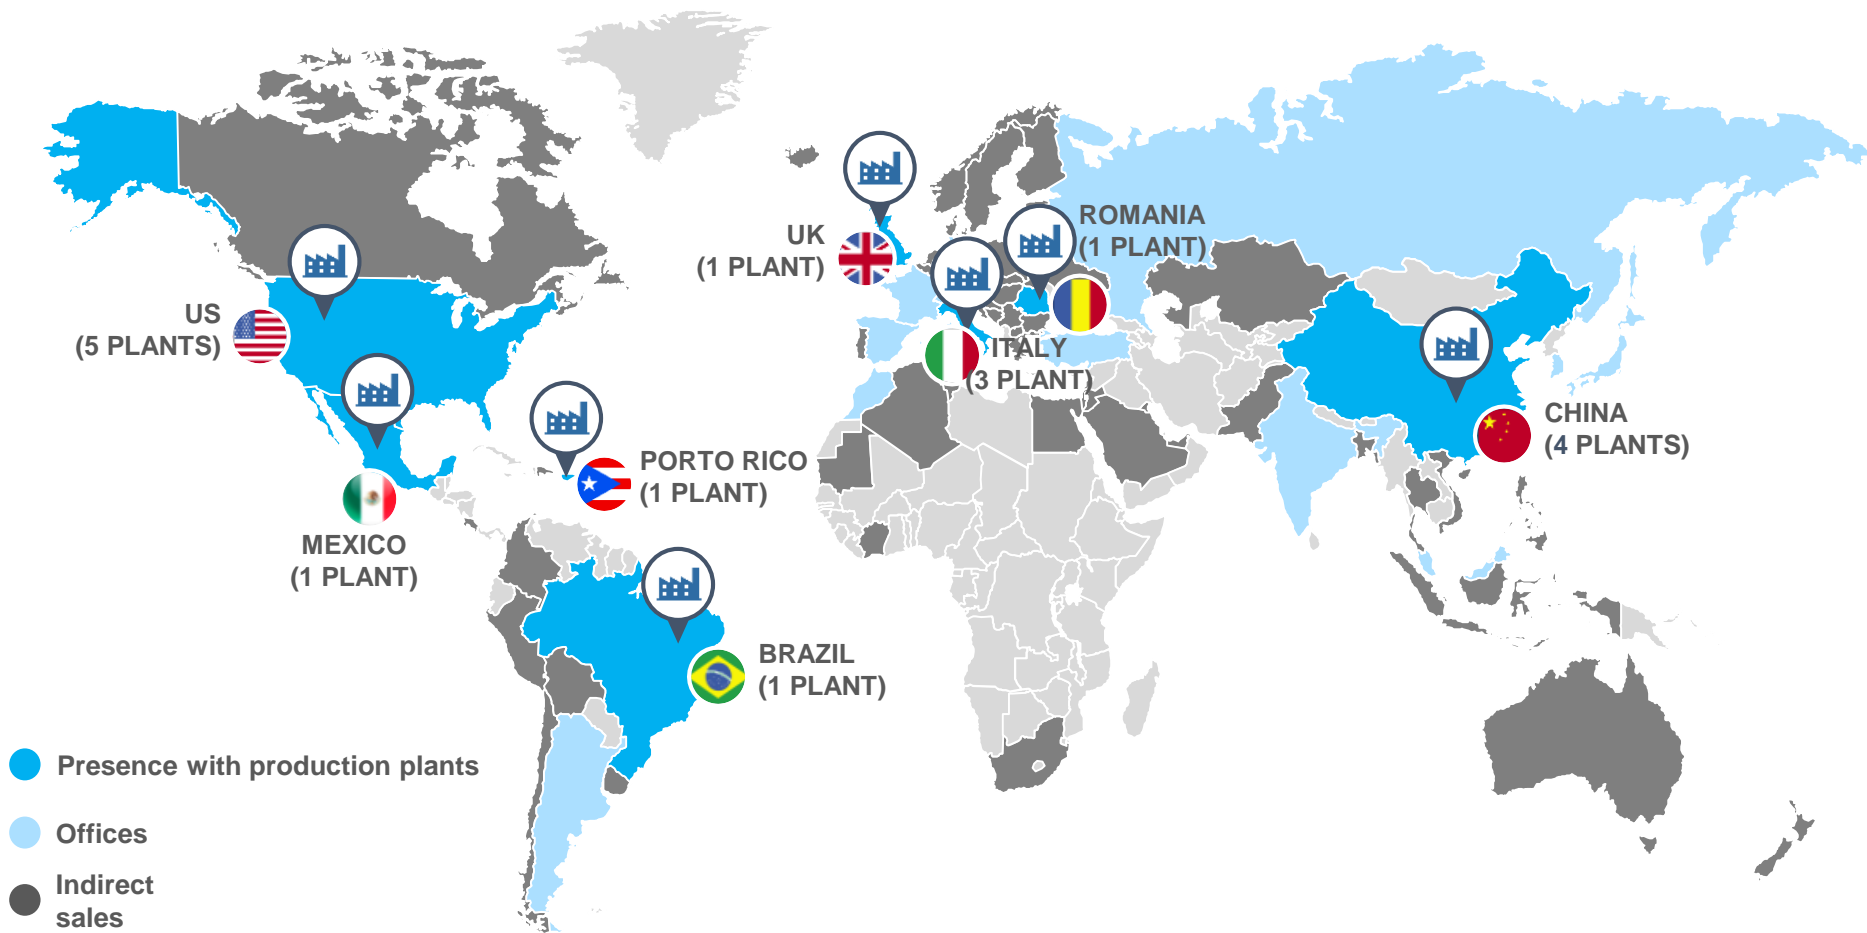 UK
(1 PLANT)
ROMANIA
(1 PLANT)
US
(5 PLANTS)
ITALY
(3 PLANT)
CHINA
(4 PLANTS)
PORTO RICO
(1 PLANT)
MEXICO
(1 PLANT)
BRAZIL
(1 PLANT)
Presence with production plants
Offices
Indirect
sales